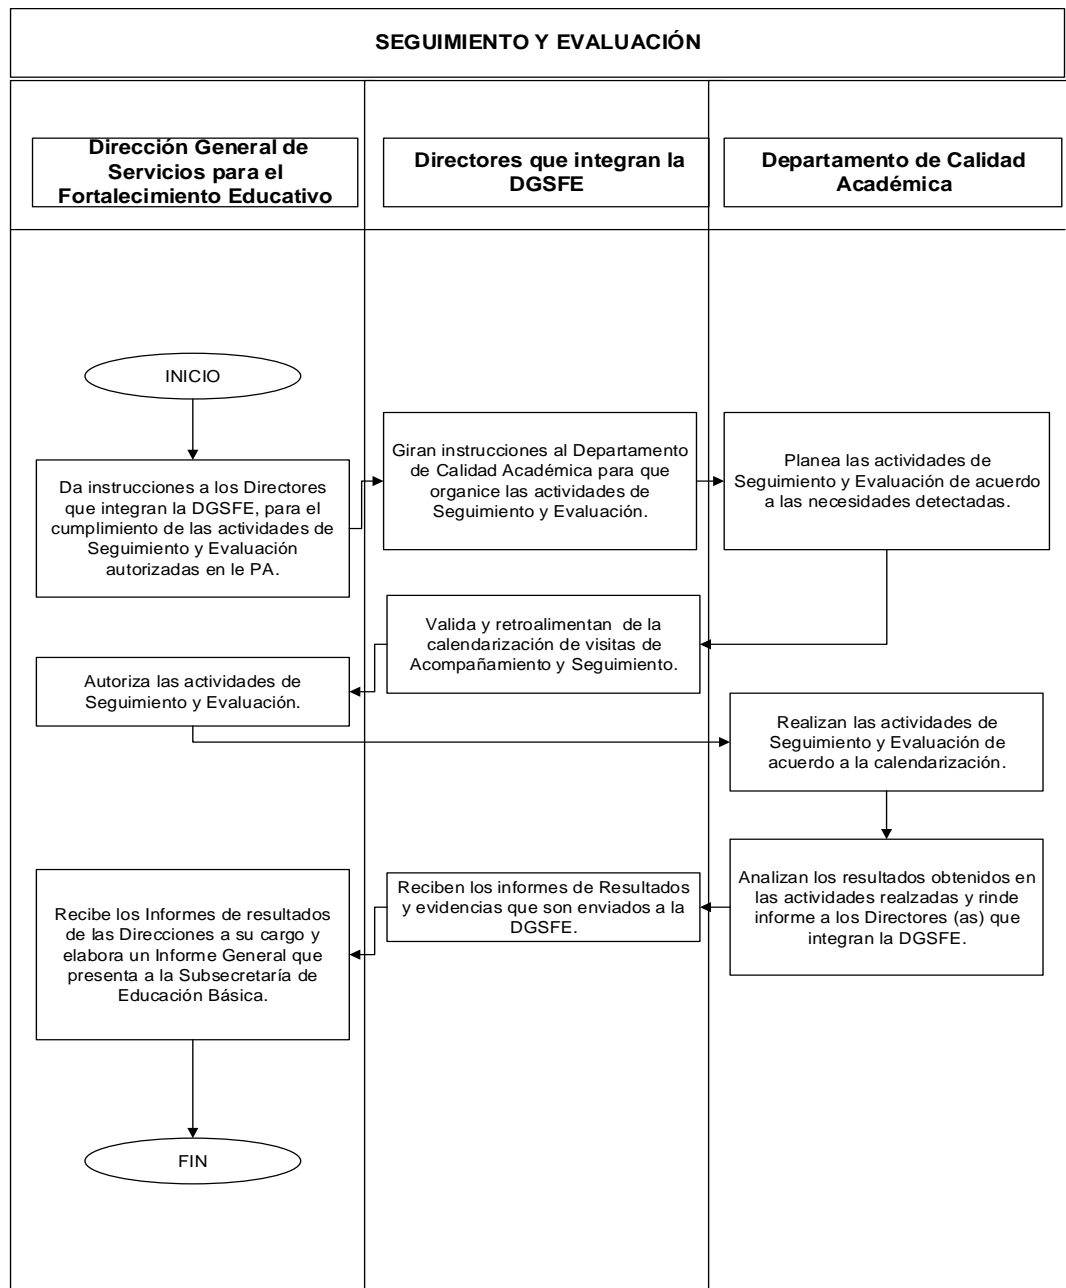 SEGUIMIENTO Y EVALUACIÓN
Dirección General de
Servicios para el
Fortalecimiento Educativo
Directores que integran la
DGSFE
Departamento de Calidad
Académica
INICIO
Da instrucciones a los Directores
que integran la DGSFE, para el
cumplimiento de las actividades de
Seguimiento y Evaluación
autorizadas en le PA.
Giran instrucciones al Departamento
de Calidad Académica para que
organice las actividades de
Seguimiento y Evaluación.
Planea las actividades de
Seguimiento y Evaluación de acuerdo
a las necesidades detectadas.
Valida y retroalimentan de la
calendarización de visitas de
Acompañamiento y Seguimiento.
Autoriza las actividades de
Seguimiento y Evaluación.
Realizan las actividades de
Seguimiento y Evaluación de
acuerdo a la calendarización.
Analizan los resultados obtenidos en
las actividades realzadas y rinde
informe a los Directores (as) que
integran la DGSFE.
Reciben los informes de Resultados
y evidencias que son enviados a la
DGSFE.
Recibe los Informes de resultados
de las Direcciones a su cargo y
elabora un Informe General que
presenta a la Subsecretaría de
Educación Básica.
FIN